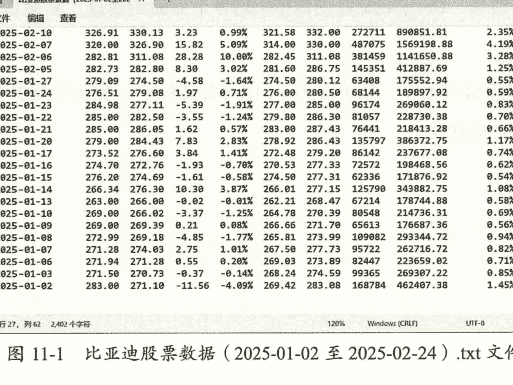 比亚迪股票数据（2025-01-02至202
文件 编辑 查看
2025-02-10 326.91 330.13 3.23 0.99% 321.58 332.00 272711 890851.81 2.35%
025-02-07 320.00 326.90 15.82 5.09% 314.00 330.00 487075 1569198.88 4.19%
025-02-06 282.81 311.08 28.28 10.00% 282.45 311.08 381459 1141650.88 3.28%
025-02-05 282.73 282.80 8.30 3.02% 281.60 286.75 145351 412887.69 1.25%
025-01-27 279.09 274.50 -4.58 -1.64% 274.50 280.12 63408 175552.94 0.55%
025-01-24 276.51 279.08 1.97 0.71% 276.00 280.50 68144 189897.92 0.59%
025-01-23 284.98 277.11 -5.39 -1.91% 277.00 285.00 96174 269060.12 0.83%
025-01-22 285.00 282.50 -3.55 -1.24% 279.80 286.30 81057 228730.38 0.70%
025-01-21 285.00 286.05 1.62 0.57% 283.00 287.43 76441 218413.28 0.66%
025-01-20 279.00 284.43 7.83 2.83% 278.92 286.43 135797 386372.75 1.17%
025-01-17 273.52 276.60 3.84 1.41% 272.48 279.20 86142 237677.08 0.74%
025-01-16 274.70 272.76 -1.93 -0.70% 270.53 277.33 72572 198468.56 0.62%
025-01-15 276.20 274.69 -1.61 -0.58% 274.50 277.31 62336 171876.92 0.54%
025-01-14 266.34 276.30 10.30 3.87% 266.01 277.15 125790 343882.75 1.08%
025-01-13 263.00 266.00 -0.02 -0.01% 262.21 268.47 67214 178744.88 0.58%
025-01-10 269.00 266.02 -3.37 -1.25% 264.78 270.39 80548 214736.31 0.69%
025-01-09 269.00 269.39 0.21 0.08% 266.66 271.70 65613 176687.36 0.56%
025-01-08 272.99 269.18 -4.85 -1.77% 265.81 273.99 109082 293344.72 0.94%
025-01-07 271.28 274.03 2.75 1.01% 267.50 277.73 95722 262716.72 0.82%
025-01-06 271.94 271.28 0.55 0.20% 269.03 273.89 82447 223659.02 0.71%
025-01-03 271.50 270.73 -0.37 -0.14% 268.24 274.59 99365 269307.22 0.85%
025-01-02 283.00 271.10 -11.56 -4.09% 269.42 283.08 168784 462407.38 1.45%
行 27，列 62 2,402 个字符 120% Windows (CRLF) UTF-8
图 11-1 比亚迪股票数据（2025-01-02 至 2025-02-24）.txt 文件